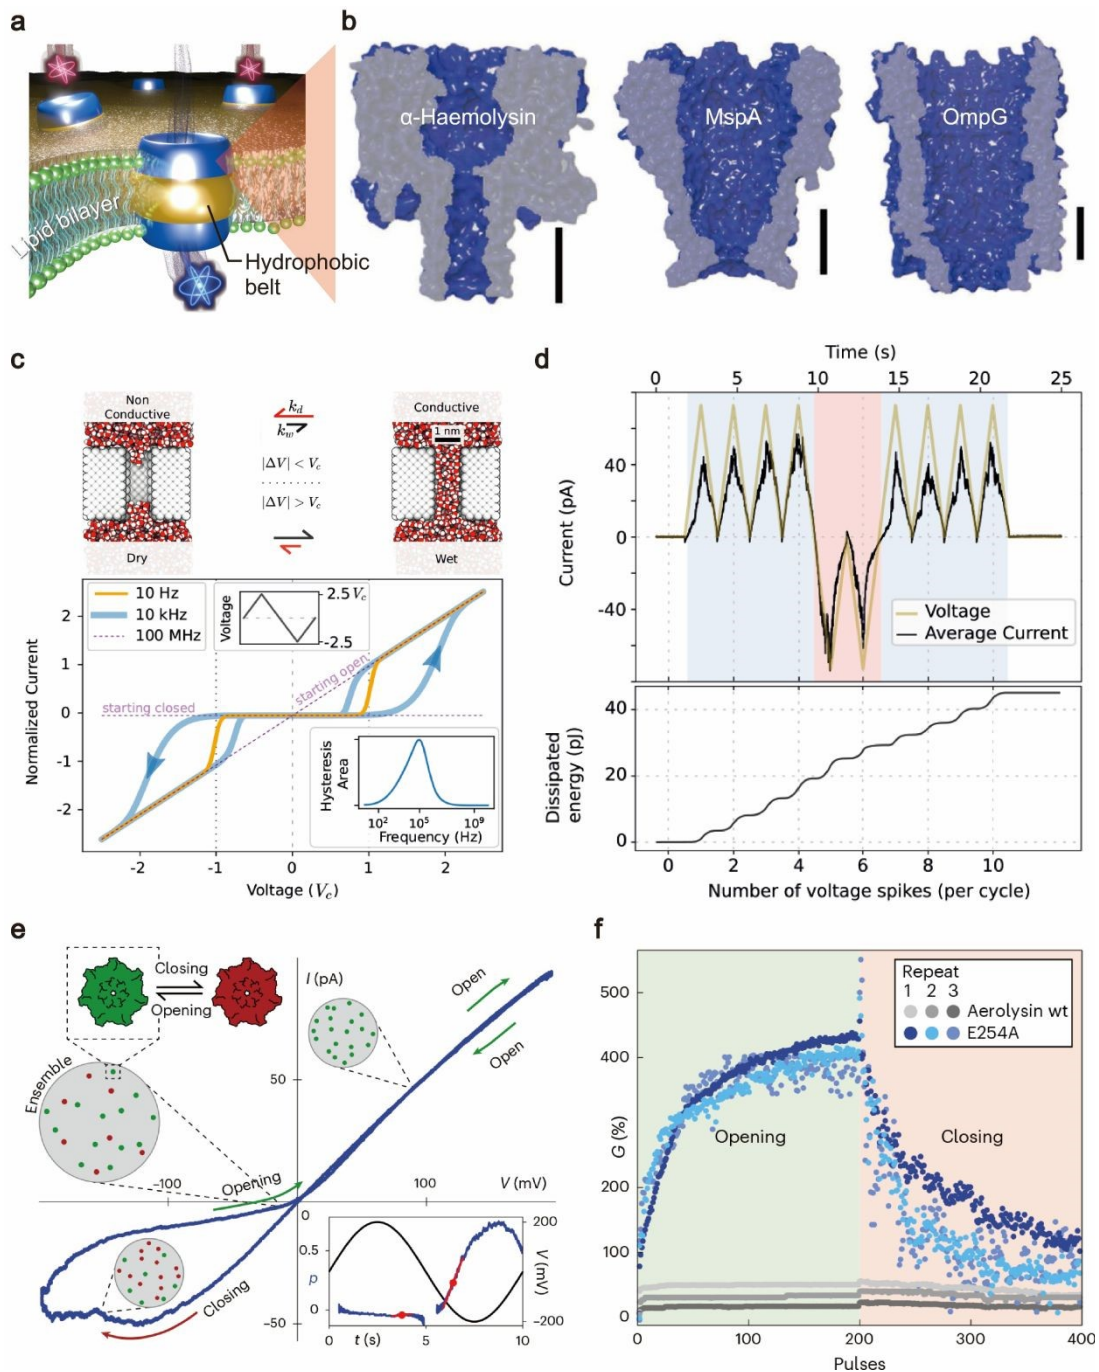 a
Lipid bilayer
Hydrophobic
belt
b
α-Haemolysin
MspA
OmpG
c
Non
Conductive
Dry
k_d
k_w
|ΔV| < V_c
|ΔV| > V_c
Conductive
1 nm
Wet
10 Hz
10 kHz
100 MHz
Voltage
2.5 V_c
-2.5
starting open
starting closed
Normalized Current
2
1
0
-1
-2
Hysteresis
Area
10² 10⁵ 10⁹
Frequency (Hz)
-2 -1 0 1 2
Voltage (V_c)
d
Time (s)
0 5 10 15 20 25
Current (pA)
40
0
-40
Voltage
Average Current
Dissipated
energy (pJ)
40
20
0
0 2 4 6 8 10
Number of voltage spikes (per cycle)
e
Closing
Opening
Ensemble
I (pA)
Open
Open
50
-100
Opening
100
V (mV)
Closing
-50
0
0.5
p
0
200
V (mV)
-200
0 5 10
t (s)
f
G (%)
500
400
300
200
100
0
Repeat
1 2 3
Aerolysin wt
E254A
Opening
Closing
0 100 200 300 400
Pulses